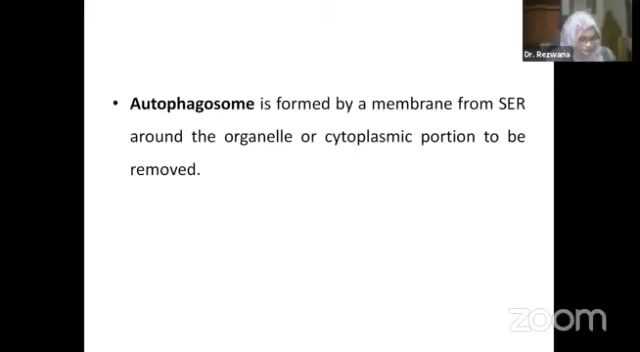 Dr. Rezwana
• Autophagosome is formed by a membrane from SER
around the organelle or cytoplasmic portion to be
removed.
zoom